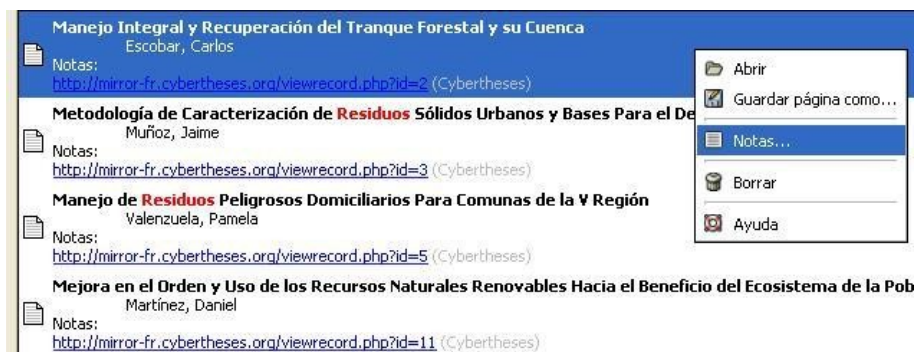 Manejo Integral y Recuperación del Tranque Forestal y su Cuenca
Escobar, Carlos
Notas:
http://mirror-fr.cybertheses.org/viewrecord.php?id=2 (Cybertheses)
Metodología de Caracterización de Residuos Sólidos Urbanos y Bases Para el De
Muñoz, Jaime
Notas:
http://mirror-fr.cybertheses.org/viewrecord.php?id=3 (Cybertheses)
Manejo de Residuos Peligrosos Domiciliarios Para Comunas de la V Región
Valenzuela, Pamela
Notas:
http://mirror-fr.cybertheses.org/viewrecord.php?id=5 (Cybertheses)
Mejora en el Orden y Uso de los Recursos Naturales Renovables Hacia el Beneficio del Ecosistema de la Pob
Martínez, Daniel
Notas:
http://mirror-fr.cybertheses.org/viewrecord.php?id=11 (Cybertheses)
Abrir
Guardar página como...
Notas...
Borrar
Ayuda